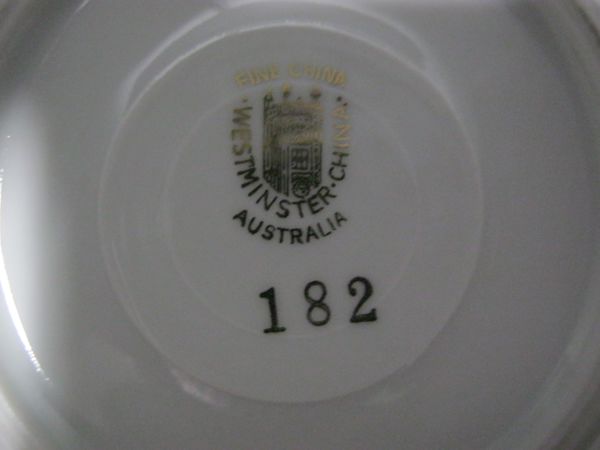 FINE CHINA
· WESTMINSTER · CHINA ·
AUSTRALIA
182